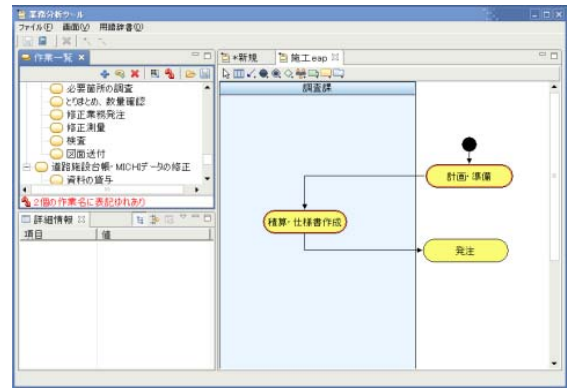 業務分析ツール
ファイル(F) 画面(V) 用語辞書(D)
作業一覧
必要箇所の調査
とりまとめ、数量確認
修正業務発注
修正測量
検査
図面送付
道路施設台帳・MICHIデータの修正
資料の貸与
2個の作業名に表記ゆれあり
詳細情報
項目 値
*新規 施工.eap
調査課
計画・準備
積算・仕様書作成
発注